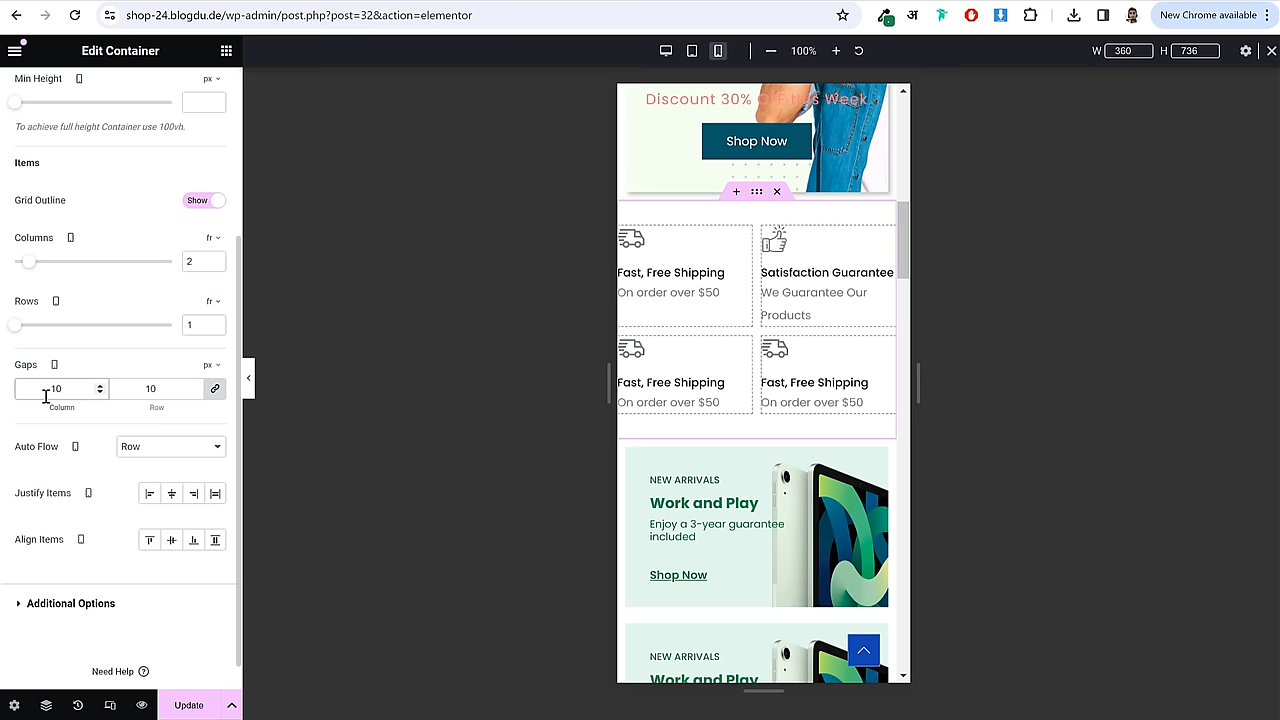 shop-24.blogdu.de/wp-admin/post.php?post=32&action=elementor
अ
New Chrome available
Edit Container
100%
W 360 H 736
Min Height px
To achieve full height Container use 100vh.
Items
Grid Outline Show
Columns fr
2
Rows fr
1
Gaps px
10 10
Column Row
Auto Flow Row
Justify Items
Align Items
Additional Options
Need Help ?
Update
Discount 30% OFF this Week
Shop Now
Fast, Free Shipping
On order over $50
Satisfaction Guarantee
We Guarantee Our
Products
Fast, Free Shipping
On order over $50
Fast, Free Shipping
On order over $50
NEW ARRIVALS
Work and Play
Enjoy a 3-year guarantee
included
Shop Now
NEW ARRIVALS
Work and Play